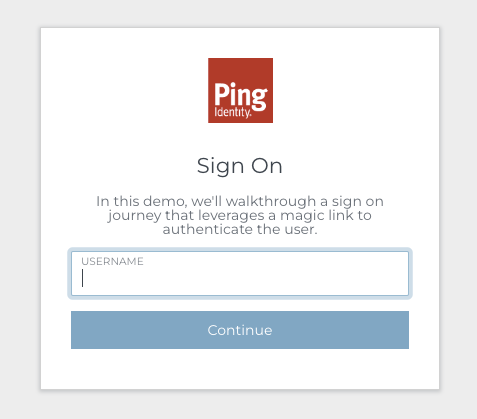 Ping
Identity.
Sign On
In this demo, we'll walkthrough a sign on
journey that leverages a magic link to
authenticate the user.
USERNAME
Continue